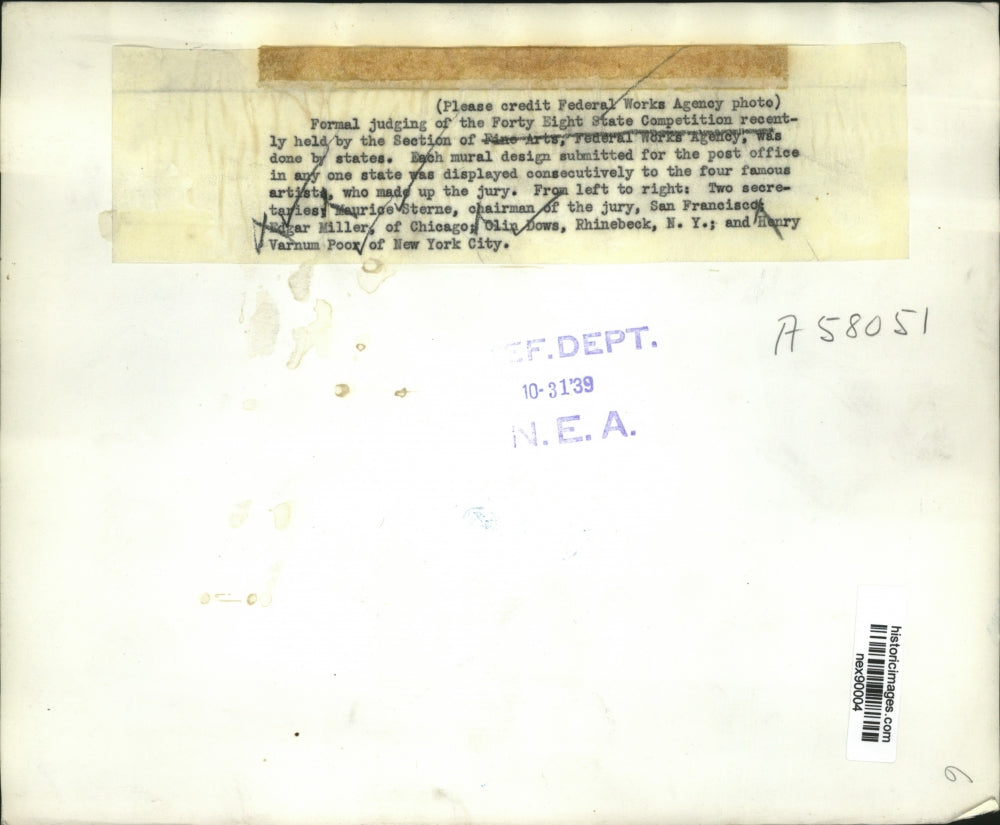 (Please credit Federal Works Agency photo)
Formal judging of the Forty Eight State Competition recent-
ly held by the Section of Fine Arts, Federal Works Agency, was
done by states. Each mural design submitted for the post office
in any one state was displayed consecutively to the four famous
artists, who made up the jury. From left to right: Two secre-
taries; Maurice Sterne, chairman of the jury, San Francisco;
Edgar Miller, of Chicago; Olin Dows, Rhinebeck, N. Y.; and Henry
Varnum Poor of New York City.
A58051
EF. DEPT.
10-31'39
N. E. A.
historicimages.com
nex90004
6